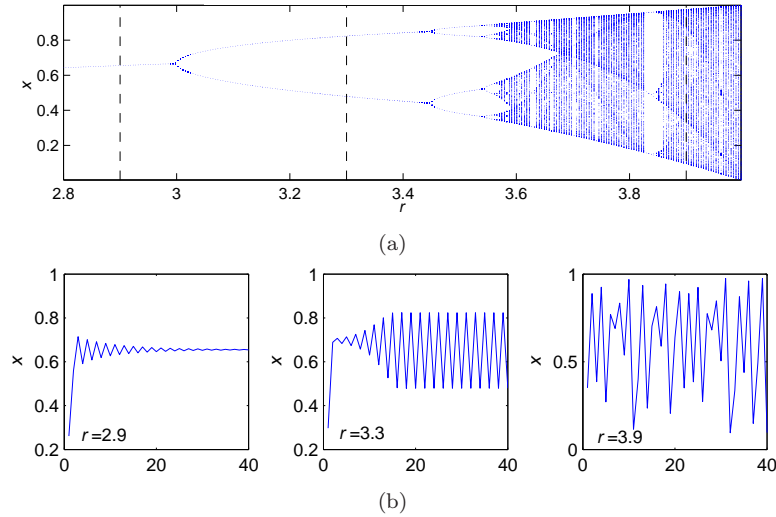 0.8
0.6
x
0.4
0.2
2.8 3 3.2 3.4 3.6 3.8
r
(a)
1 1 1
0.8 0.8
x x x 0.5
0.6 0.6
0.4 0.4
r=2.9 r=3.3 r=3.9
0.2 0.2 0
0 20 40 0 20 40 0 20 40
(b)